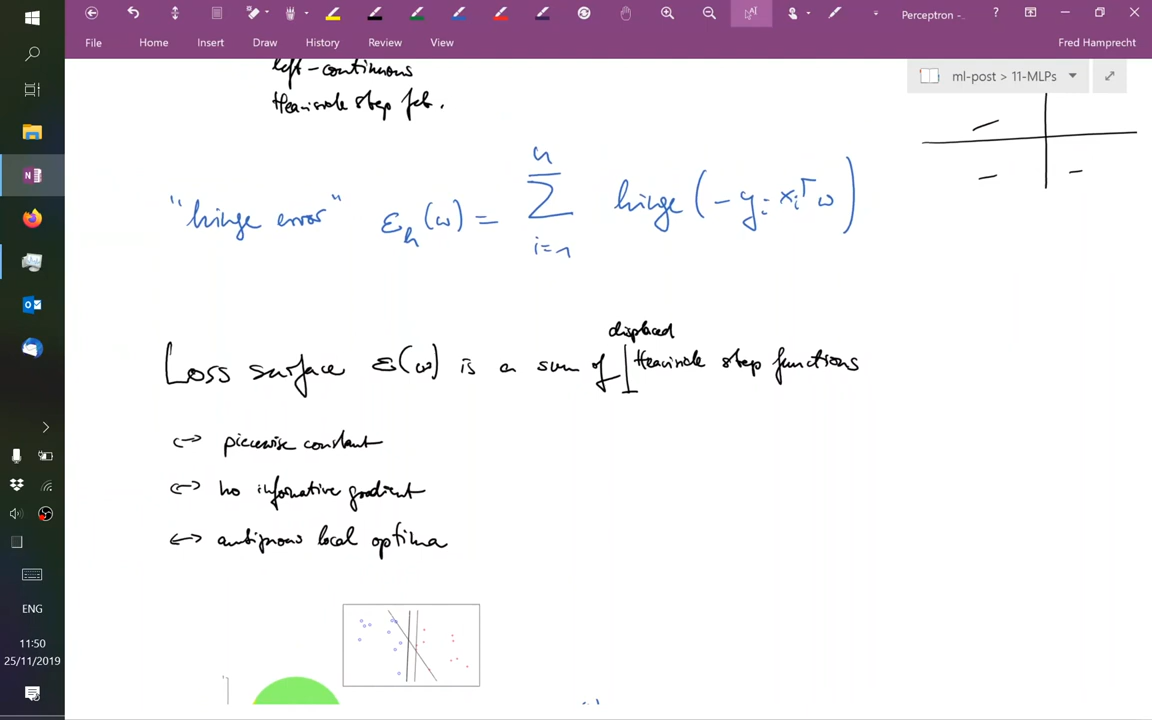 Perceptron -..
?
File Home Insert Draw History Review View
Fred Hamprecht
ml-post > 11-MLPs
left-continuous
Heaviside step fct.
"hinge error" ε_h(ω) = ∑_{i=1}^{n} hinge(-y_i x_i^T ω)
displaced
Loss surface ε(ω) is a sum of Heaviside step functions
↪ piecewise constant
↪ no informative gradient
↪ local optima
ENG
11:50
25/11/2019